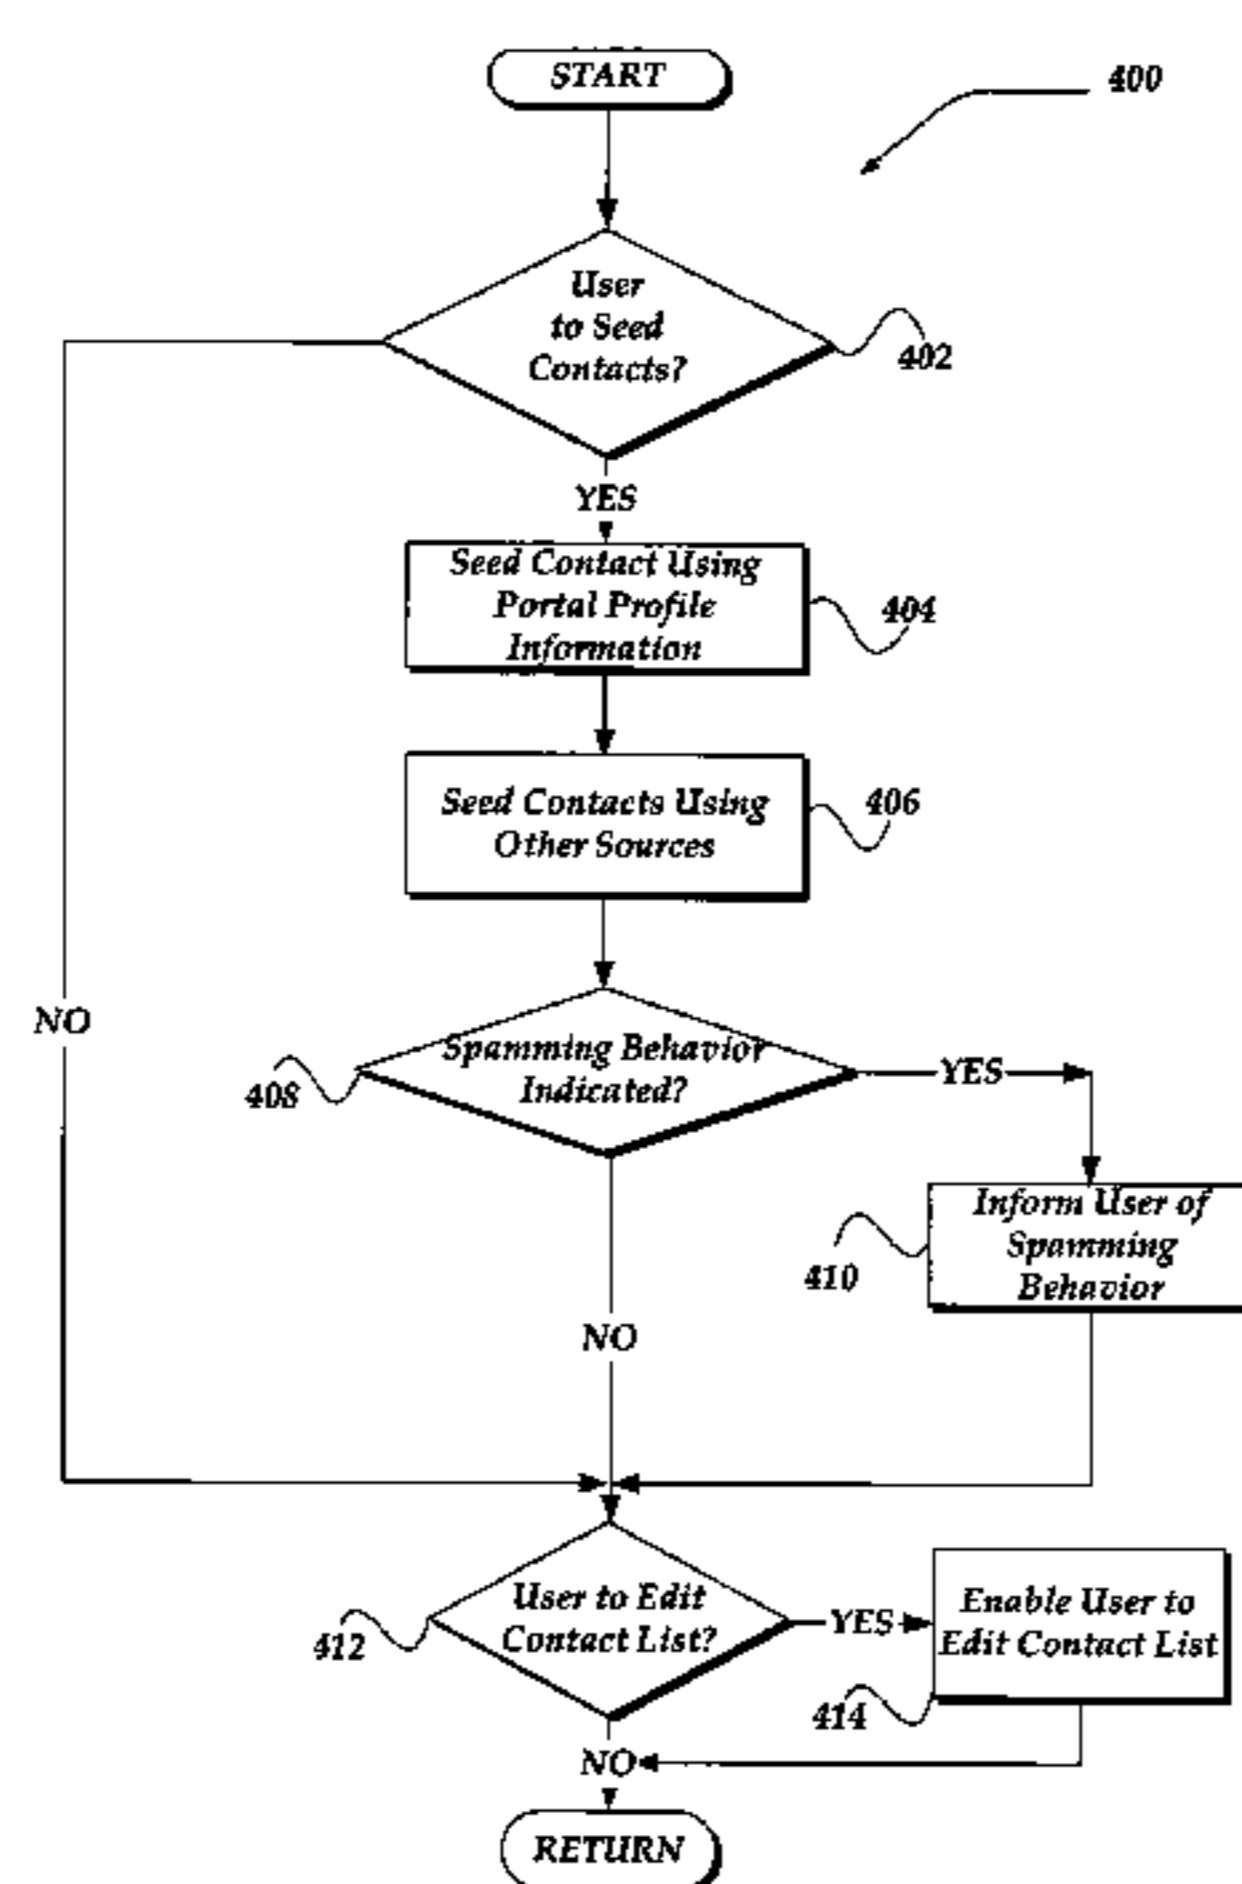 START
400
User
to Seed
Contacts?
402
YES
Seed Contact Using
Portal Profile
Information
404
Seed Contacts Using
Other Sources
406
NO
Spamming Behavior
Indicated?
408
YES
Inform User of
Spamming
Behavior
410
NO
User to Edit
Contact List?
412
YES
Enable User to
Edit Contact List
414
NO
RETURN